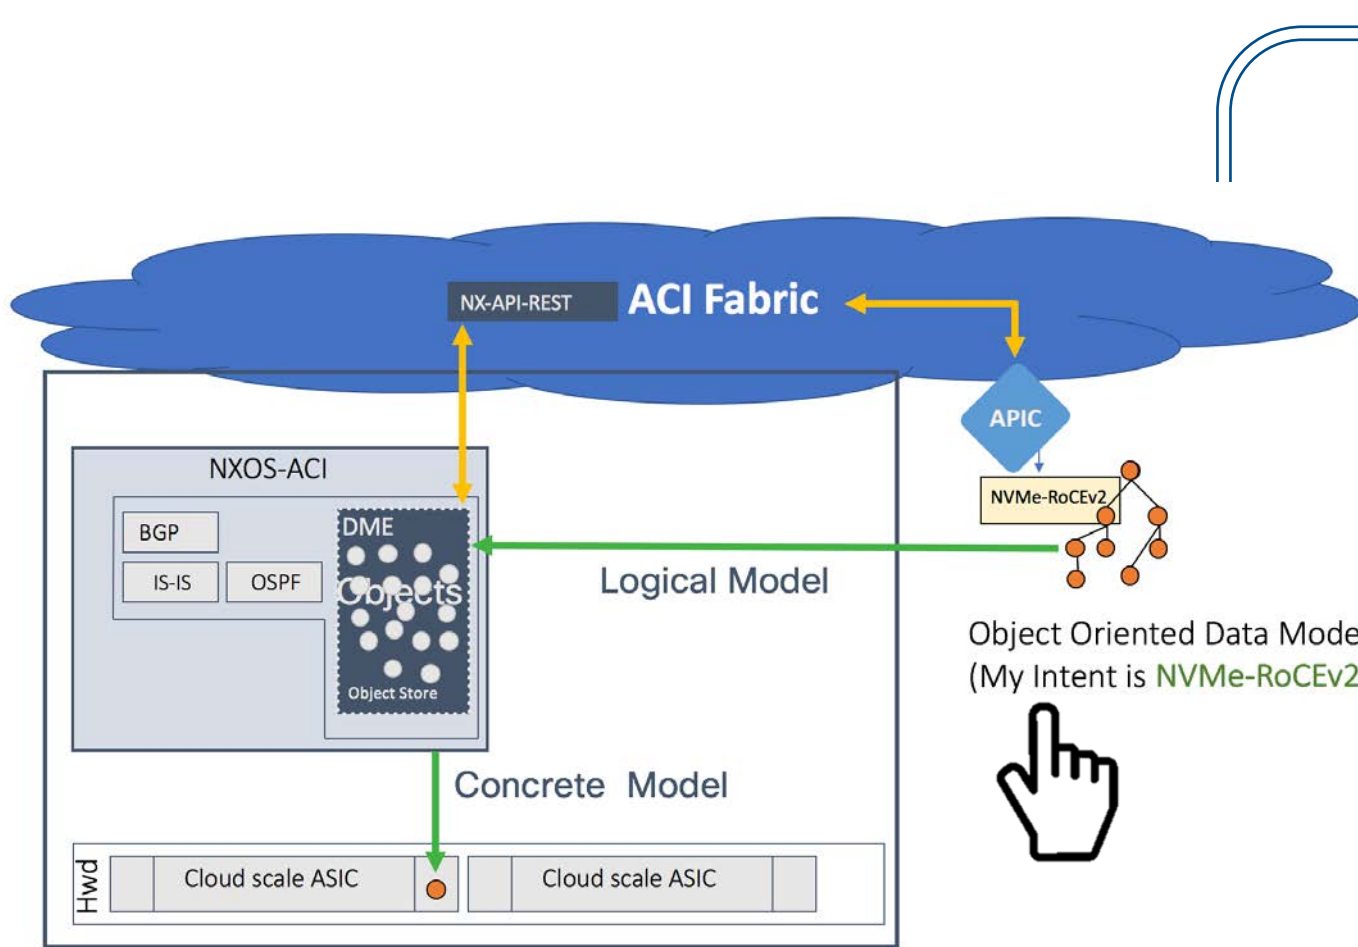 NX-API-REST
ACI Fabric
APIC
NXOS-ACI
NVMe-RoCEv2
BGP
DME
IS-IS
OSPF
Objects
Logical Model
Object Store
Object Oriented Data Mode
(My Intent is NVMe-RoCEv2
Concrete Model
Hwd
Cloud scale ASIC
Cloud scale ASIC